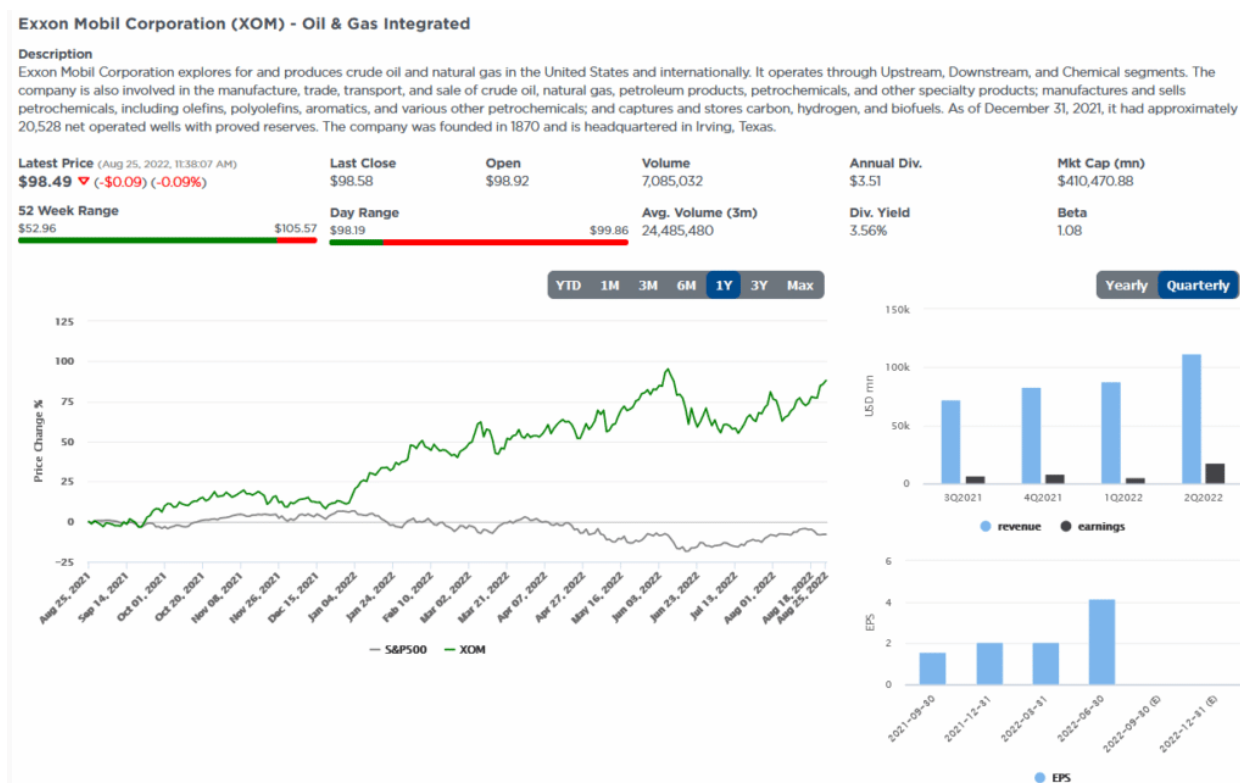 Exxon Mobil Corporation (XOM) - Oil & Gas Integrated
Description
Exxon Mobil Corporation explores for and produces crude oil and natural gas in the United States and internationally. It operates through Upstream, Downstream, and Chemical segments. The
company is also involved in the manufacture, trade, transport, and sale of crude oil, natural gas, petroleum products, petrochemicals, and other specialty products; manufactures and sells
petrochemicals, including olefins, polyolefins, aromatics, and various other petrochemicals; and captures and stores carbon, hydrogen, and biofuels. As of December 31, 2021, it had approximately
20,528 net operated wells with proved reserves. The company was founded in 1870 and is headquartered in Irving, Texas.
Latest Price (Aug 25, 2022, 11:38:07 AM) Last Close Open Volume Annual Div. Mkt Cap (mn)
$98.49 ▼ (-$0.09) (-0.09%) $98.58 $98.92 7,085,032 $3.51 $410,470.88
52 Week Range Day Range Avg. Volume (3m) Div. Yield Beta
$52.96 $105.57 $98.19 $99.86 24,485,480 3.56% 1.08
YTD 1M 3M 6M 1Y 3Y Max
125
100
75
50
25
0
-25
Price Change %
Aug 25, 2021 Sep 14, 2021 Oct 01, 2021 Oct 20, 2021 Nov 08, 2021 Nov 26, 2021 Dec 15, 2021 Jan 04, 2022 Jan 24, 2022 Feb 10, 2022 Mar 02, 2022 Mar 21, 2022 Apr 07, 2022 Apr 27, 2022 May 16, 2022 Jun 03, 2022 Jun 23, 2022 Jul 13, 2022 Aug 01, 2022 Aug 18, 2022 Aug 25, 2022
S&P500 XOM
Yearly Quarterly
150k
100k
50k
0
USD mn
3Q2021 4Q2021 1Q2022 2Q2022
revenue earnings
6
4
2
0
EPS
2021-09-30 2021-12-31 2022-03-31 2022-06-30 2022-09-30 (E) 2022-12-31 (E)
EPS